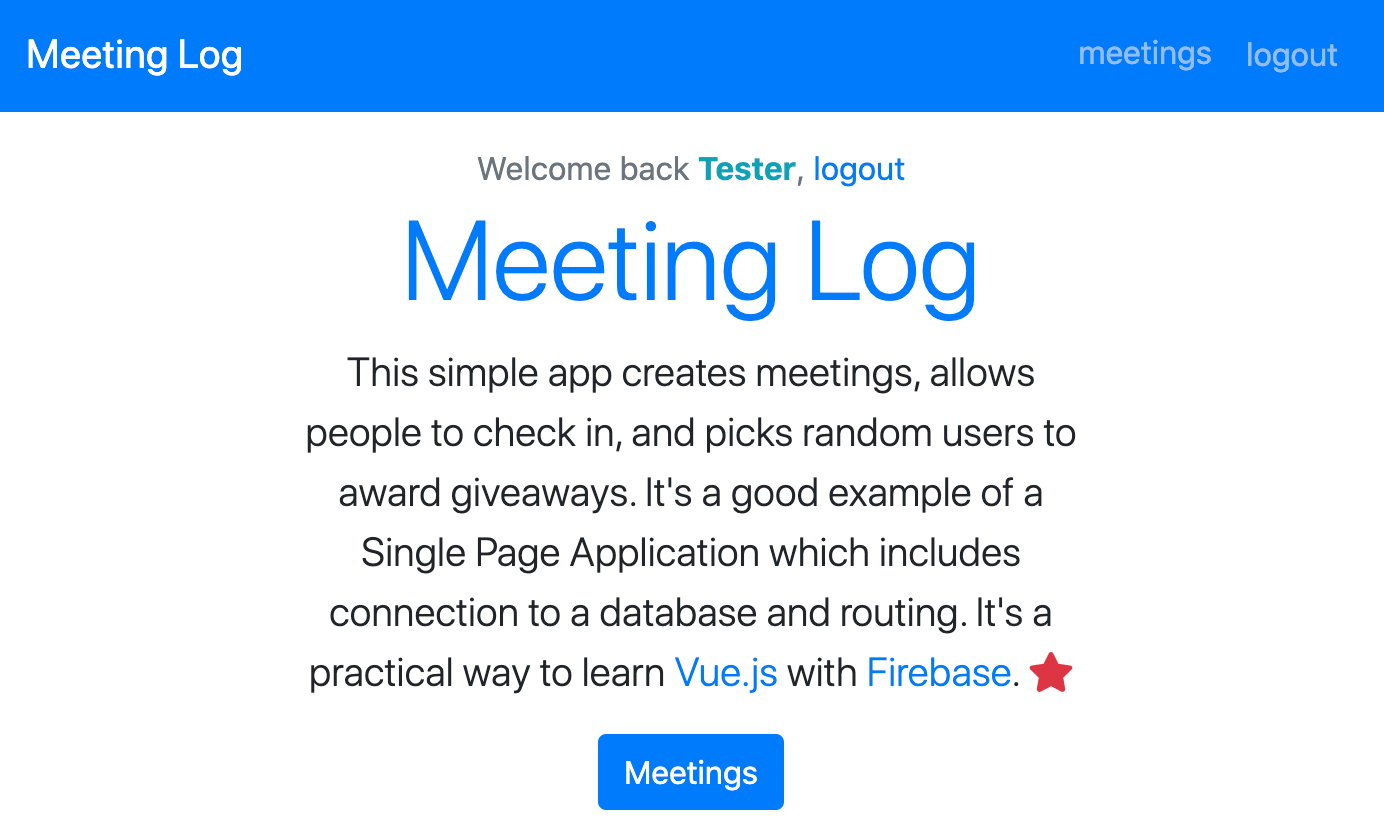 Meeting Log
meetings
logout
Welcome back Tester, logout
Meeting Log
This simple app creates meetings, allows
people to check in, and picks random users to
award giveaways. It's a good example of a
Single Page Application which includes
connection to a database and routing. It's a
practical way to learn Vue.js with Firebase.
Meetings